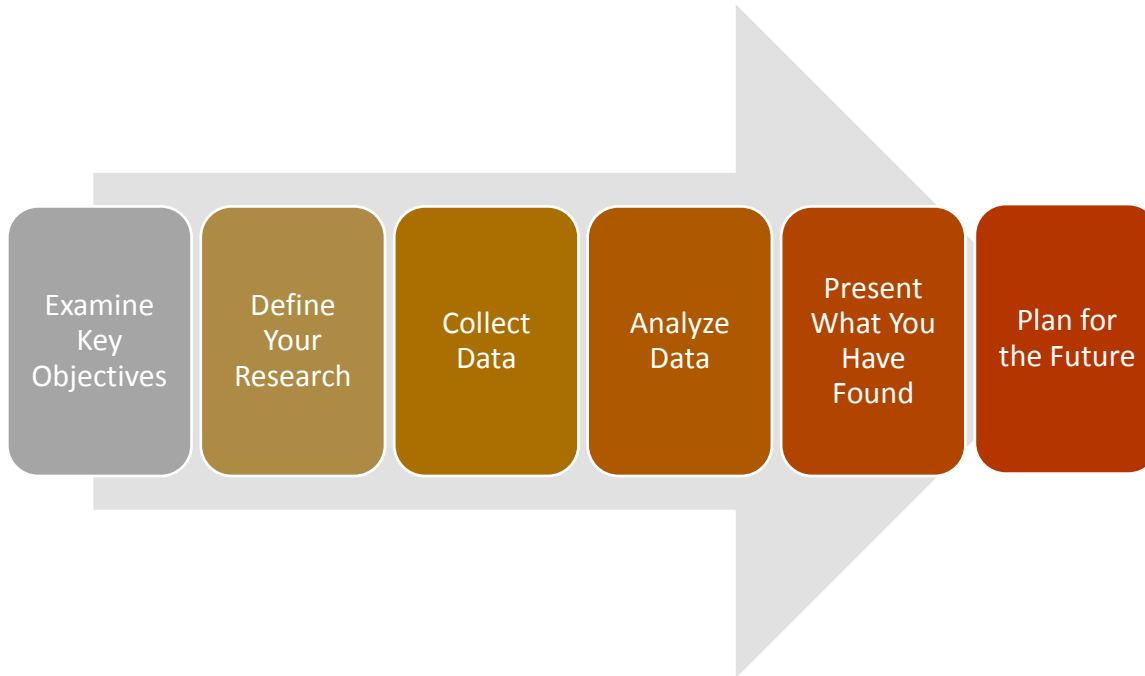 Examine
Key
Objectives
Define
Your
Research
Collect
Data
Analyze
Data
Present
What You
Have
Found
Plan for
the Future